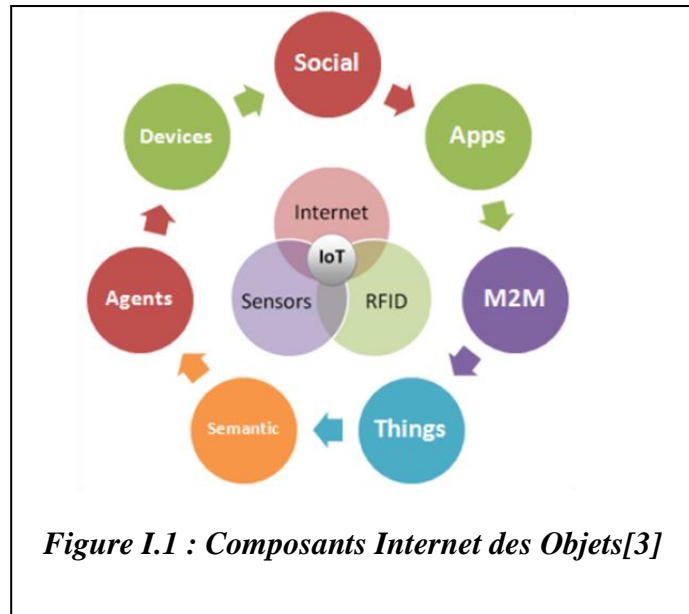 Social
Devices
Apps
Internet
IoT
Sensors
RFID
Agents
M2M
Semantic
Things
Figure I.1 : Composants Internet des Objets[3]